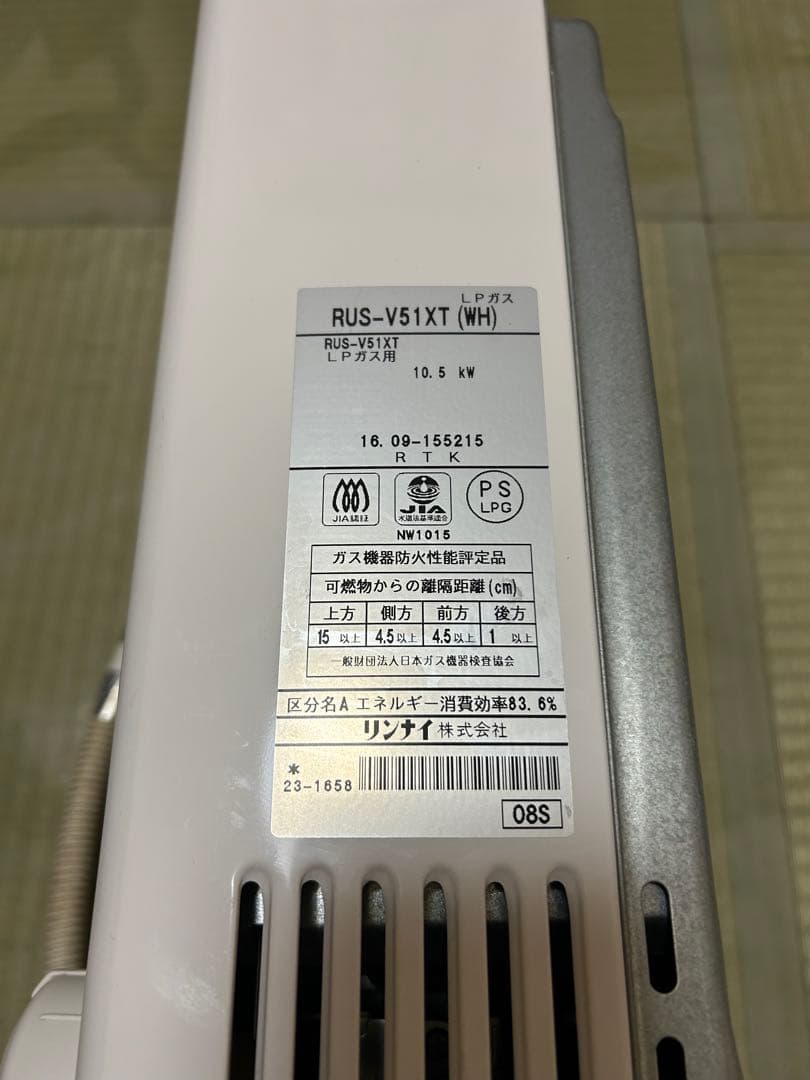 LPガス
RUS-V51XT(WH)
RUS-V51XT
LPガス用
10.5 kW
16.09-155215
RTK
JIA認証
JIA
水道法基準適合
PS
LPG
NW1015
ガス機器防火性能評定品
可燃物からの離隔距離(cm)
上方 側方 前方 後方
15 以上 4.5以上 4.5以上 1 以上
一般財団法人日本ガス機器検査協会
区分名A エネルギー消費効率83.6%
リンナイ株式会社
*
23-1658
08S